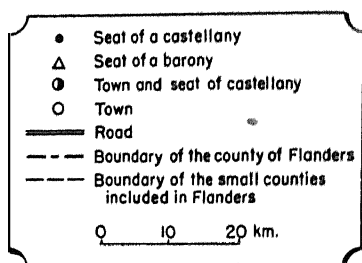 Seat of a castellany
Seat of a barony
Town and seat of castellany
Town
Road
Boundary of the county of Flanders
Boundary of the small counties
included in Flanders
0 10 20 km.